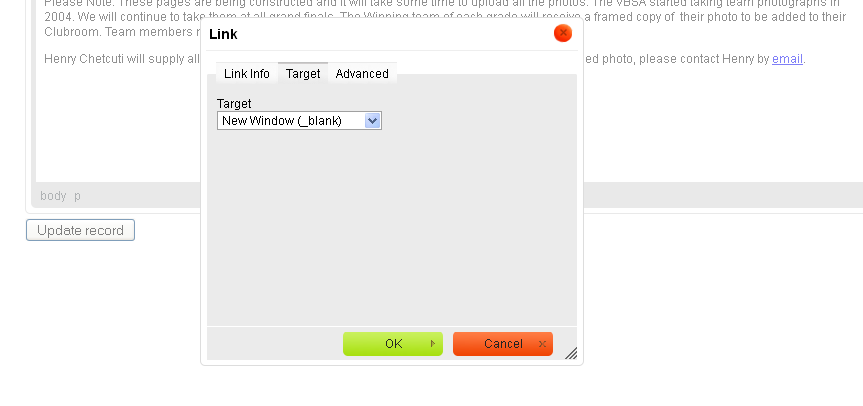 Please Note: These pages are being constructed and it will take some time to upload all the photos. The VBSA started taking team photographs in
2004. We will continue to take them at all grand finals. The Winning team of each grade will receive a framed copy of their photo to be added to their
Clubroom. Team members
Henry Chetcuti will supply all ed photo, please contact Henry by email.
Link
Link Info Target Advanced
Target
New Window (_blank)
body p
Update record
OK Cancel